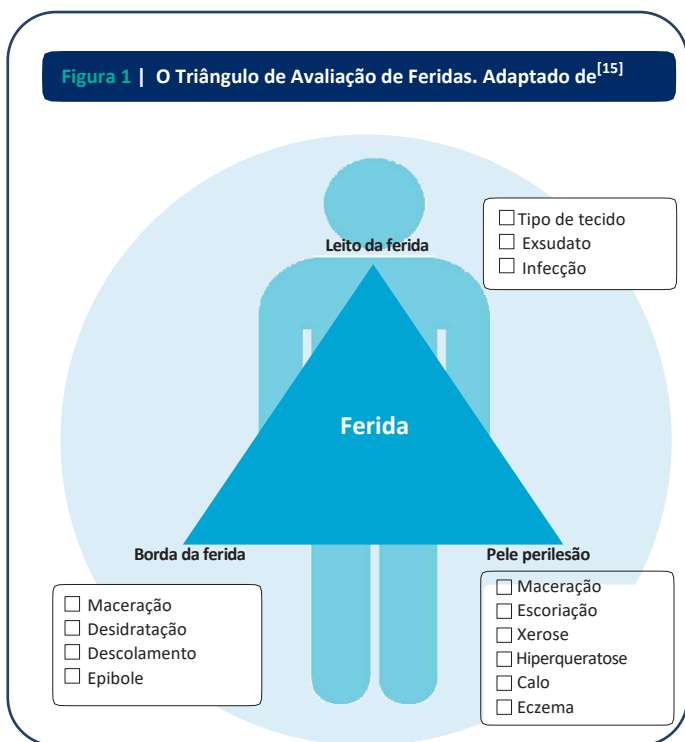 Figura 1 | O Triângulo de Avaliação de Feridas. Adaptado de[15]
Leito da ferida
Tipo de tecido
Exsudato
Infecção
Ferida
Borda da ferida
Maceração
Desidratação
Descolamento
Epibole
Pele perilesão
Maceração
Escoriação
Xerose
Hiperqueratose
Calo
Eczema